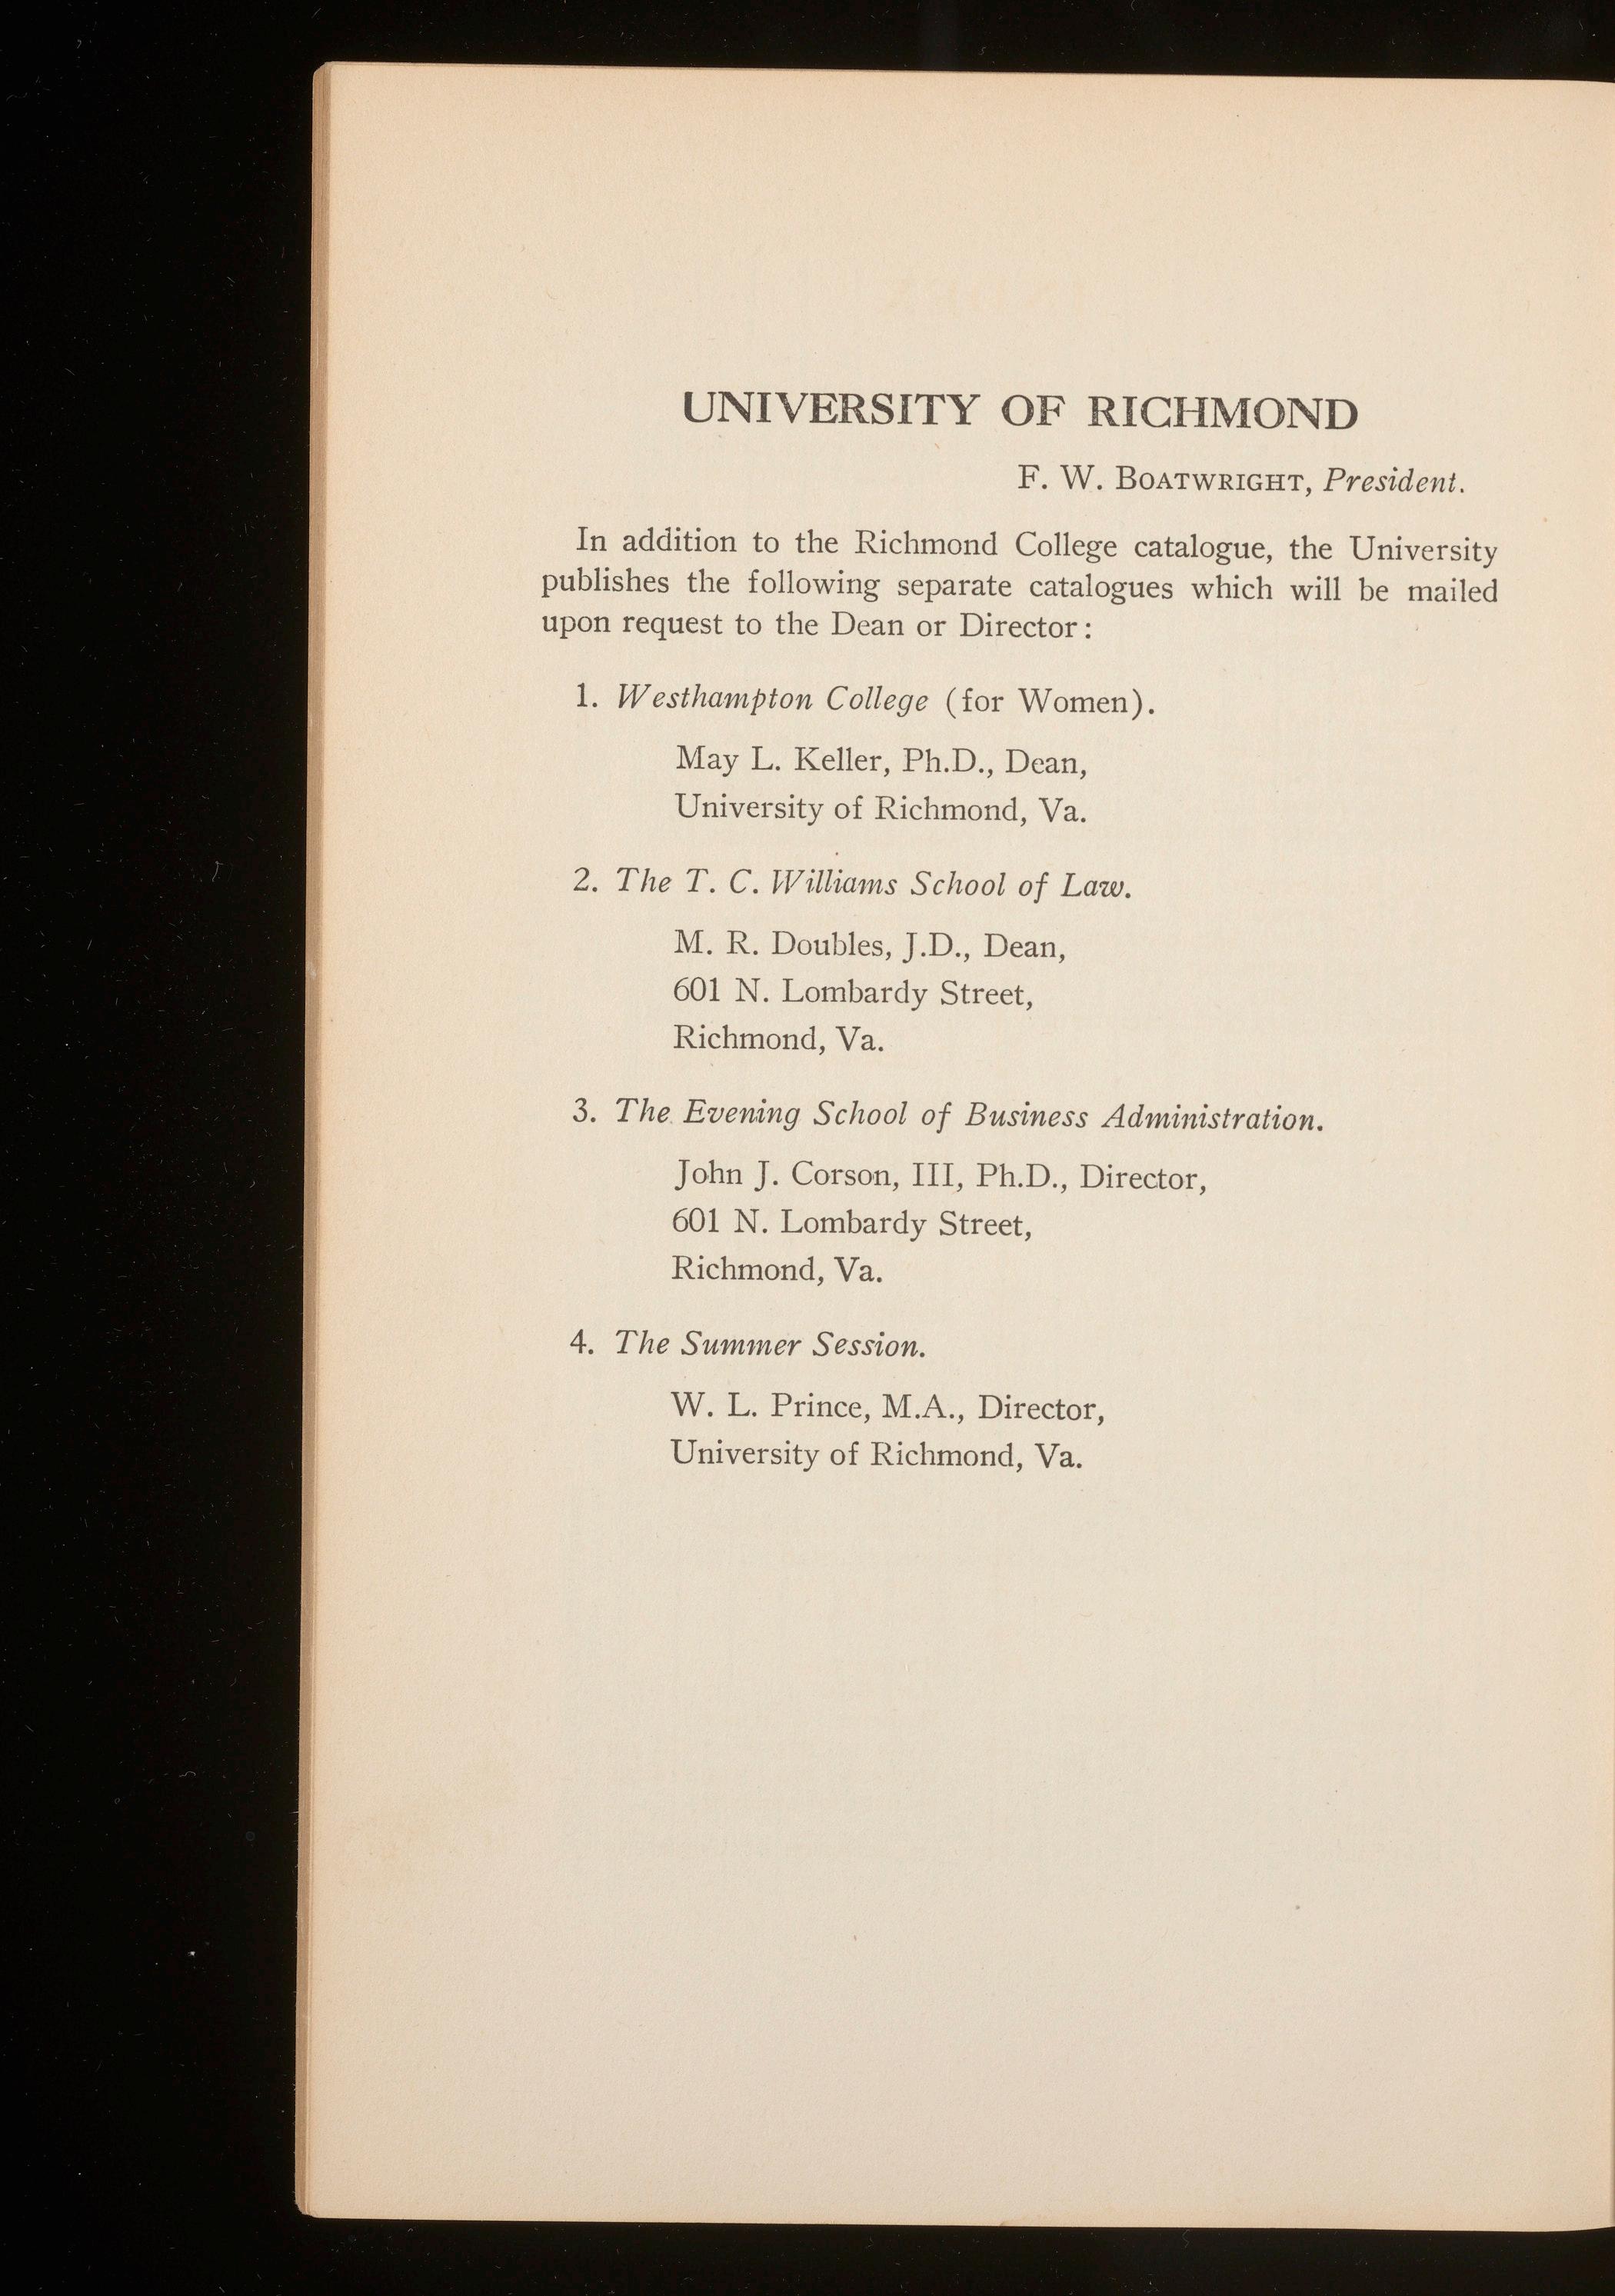 UNIVERSITY OF RICHMOND
F. W. BOATWRIGHT, President.
In addition to the Richmond College catalogue, the University
publishes the following separate catalogues which will be mailed
upon request to the Dean or Director:
1. Westhampton College (for Women).
May L. Keller, Ph.D., Dean,
University of Richmond, Va.
2. The T. C. Williams School of Law.
M. R. Doubles, J.D., Dean,
601 N. Lombardy Street,
Richmond, Va.
3. The Evening School of Business Administration.
John J. Corson, III, Ph.D., Director,
601 N. Lombardy Street,
Richmond, Va.
4. The Summer Session.
W. L. Prince, M.A., Director,
University of Richmond, Va.